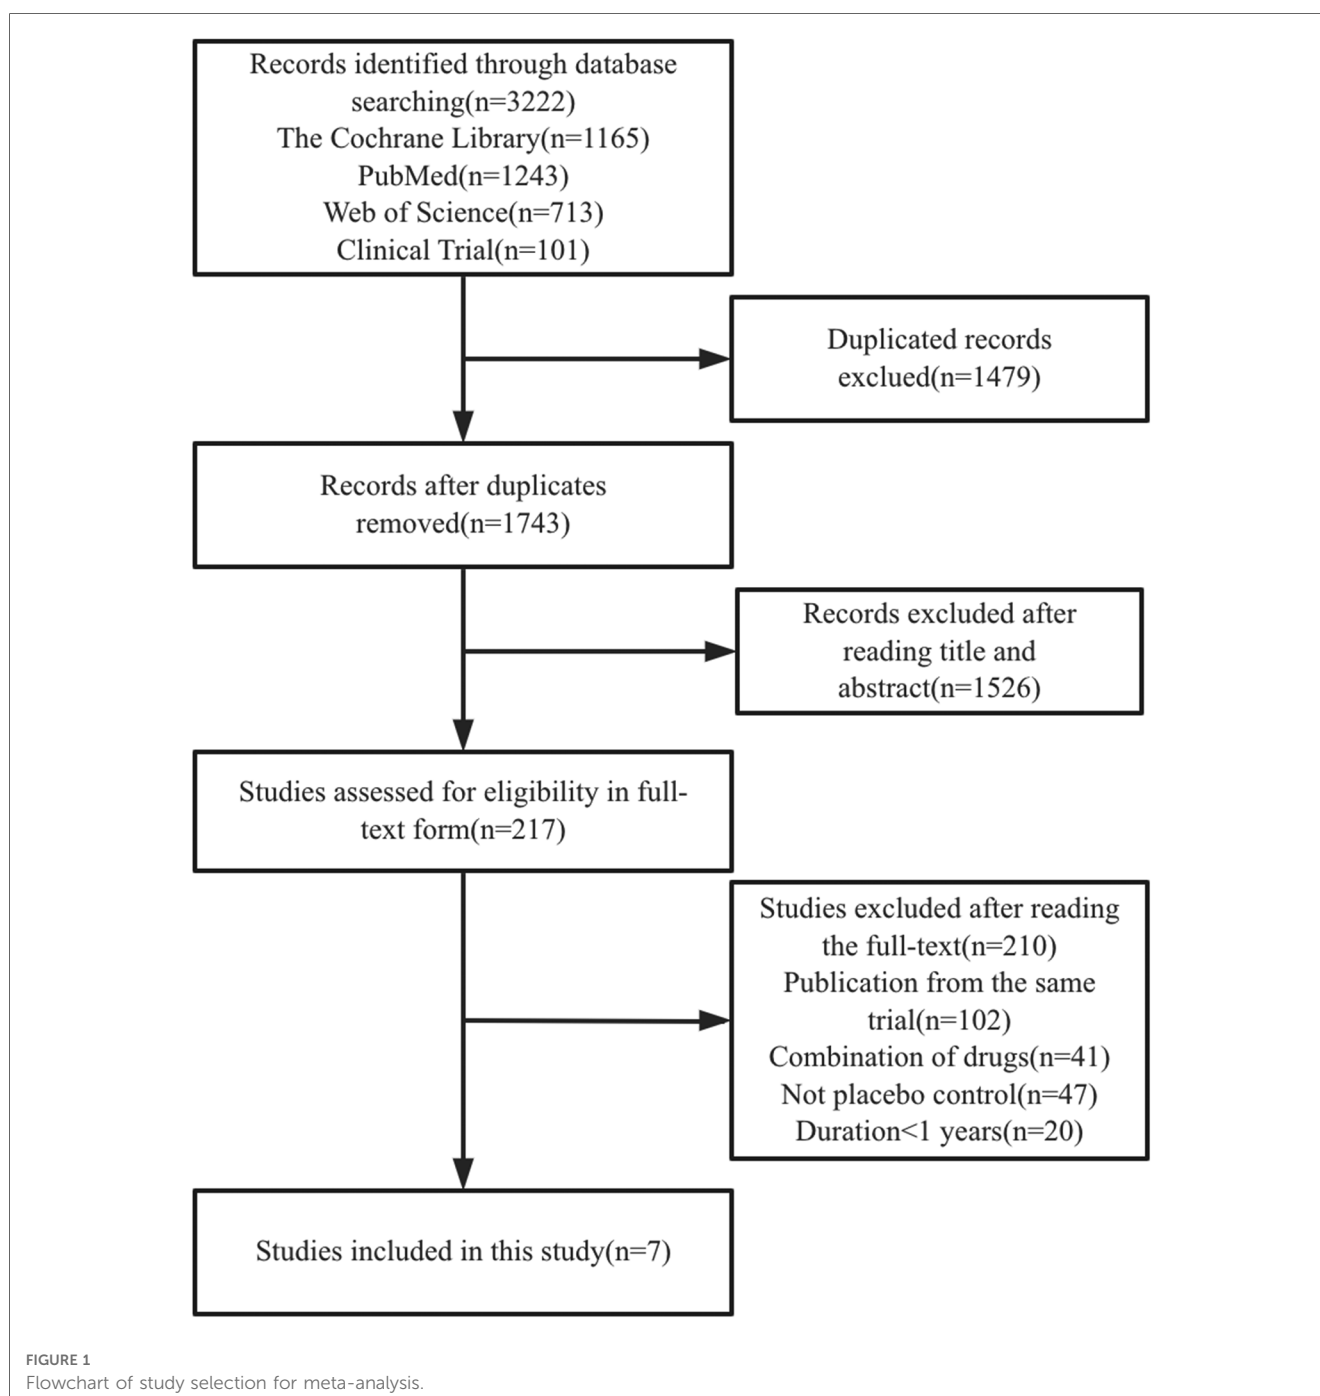 Records identified through database
searching(n=3222)
The Cochrane Library(n=1165)
PubMed(n=1243)
Web of Science(n=713)
Clinical Trial(n=101)
Duplicated records
exclued(n=1479)
Records after duplicates
removed(n=1743)
Records excluded after
reading title and
abstract(n=1526)
Studies assessed for eligibility in full-
text form(n=217)
Studies excluded after reading
the full-text(n=210)
Publication from the same
trial(n=102)
Combination of drugs(n=41)
Not placebo control(n=47)
Duration<1 years(n=20)
Studies included in this study(n=7)
FIGURE 1
Flowchart of study selection for meta-analysis.